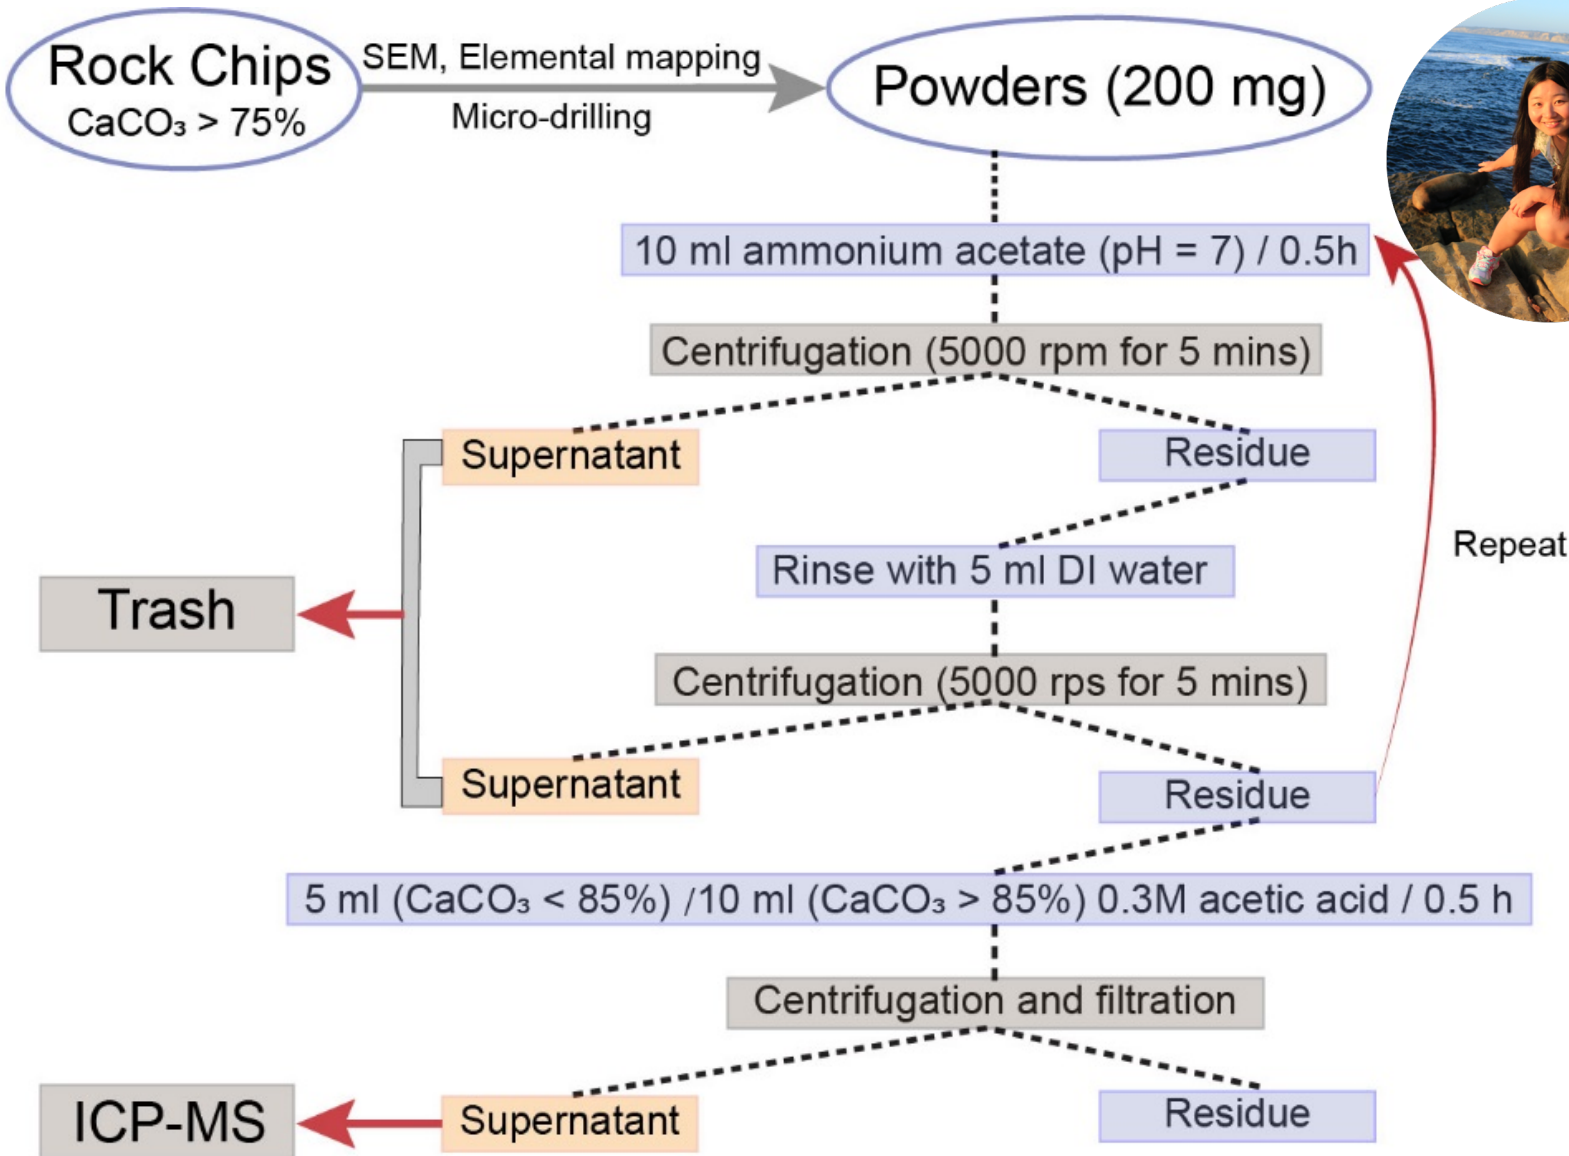 Rock Chips
CaCO₃ > 75%
SEM, Elemental mapping
Micro-drilling
Powders (200 mg)
10 ml ammonium acetate (pH = 7) / 0.5h
Centrifugation (5000 rpm for 5 mins)
Supernatant
Residue
Repeat
Rinse with 5 ml DI water
Trash
Centrifugation (5000 rps for 5 mins)
Supernatant
Residue
5 ml (CaCO₃ < 85%) /10 ml (CaCO₃ > 85%) 0.3M acetic acid / 0.5 h
Centrifugation and filtration
ICP-MS
Supernatant
Residue